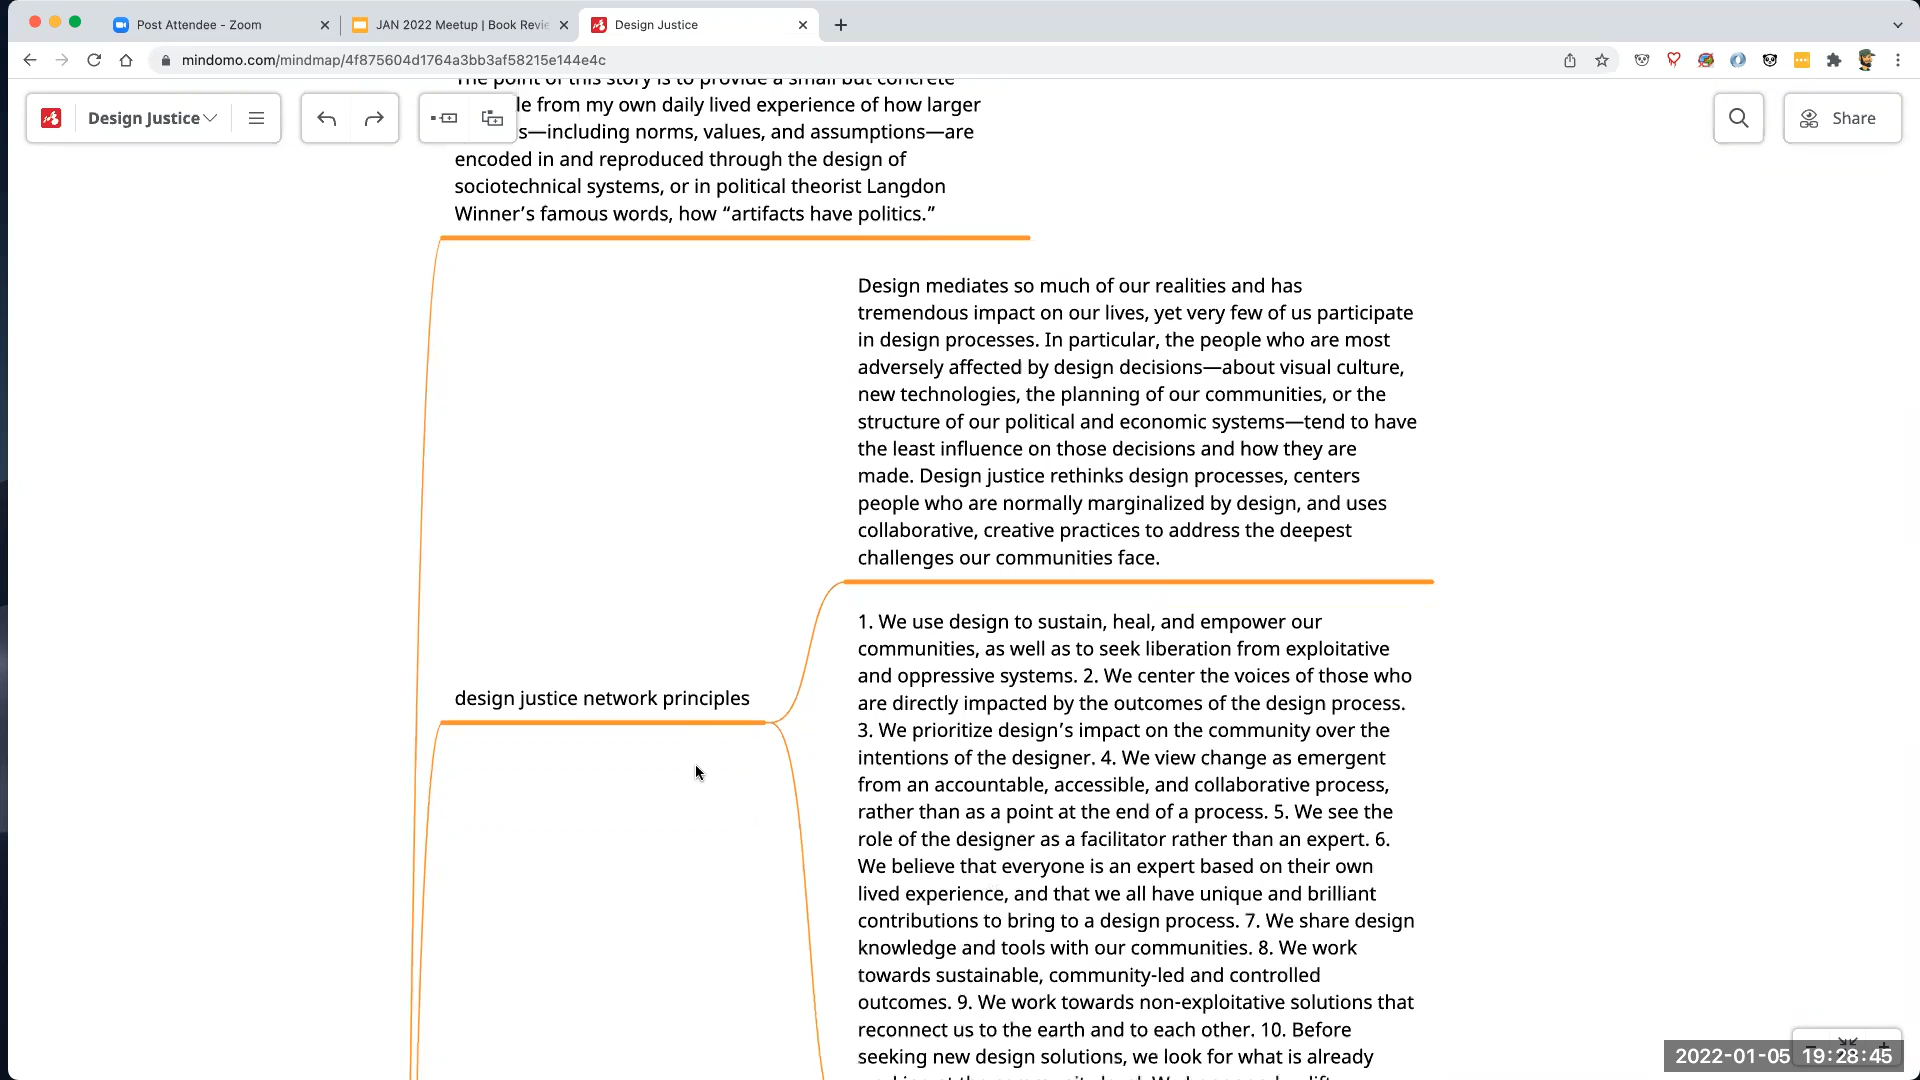 Post Attendee - Zoom
JAN 2022 Meetup | Book Revie
Design Justice
mindomo.com/mindmap/4f875604d1764a3bb3af58215e144e4c
The point of this story is to provide a small but concrete
le from my own daily lived experience of how larger
s—including norms, values, and assumptions—are
encoded in and reproduced through the design of
sociotechnical systems, or in political theorist Langdon
Winner’s famous words, how “artifacts have politics.”
Design Justice
Share
Design mediates so much of our realities and has
tremendous impact on our lives, yet very few of us participate
in design processes. In particular, the people who are most
adversely affected by design decisions—about visual culture,
new technologies, the planning of our communities, or the
structure of our political and economic systems—tend to have
the least influence on those decisions and how they are
made. Design justice rethinks design processes, centers
people who are normally marginalized by design, and uses
collaborative, creative practices to address the deepest
challenges our communities face.
design justice network principles
1. We use design to sustain, heal, and empower our
communities, as well as to seek liberation from exploitative
and oppressive systems. 2. We center the voices of those who
are directly impacted by the outcomes of the design process.
3. We prioritize design’s impact on the community over the
intentions of the designer. 4. We view change as emergent
from an accountable, accessible, and collaborative process,
rather than as a point at the end of a process. 5. We see the
role of the designer as a facilitator rather than an expert. 6.
We believe that everyone is an expert based on their own
lived experience, and that we all have unique and brilliant
contributions to bring to a design process. 7. We share design
knowledge and tools with our communities. 8. We work
towards sustainable, community-led and controlled
outcomes. 9. We work towards non-exploitative solutions that
reconnect us to the earth and to each other. 10. Before
seeking new design solutions, we look for what is already
2022-01-05 19:28:45